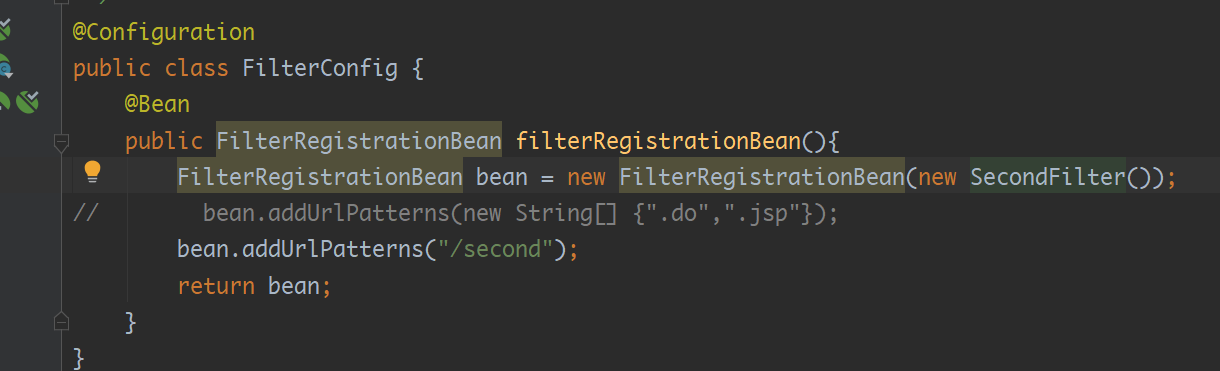 @Configuration
public class FilterConfig {
@Bean
public FilterRegistrationBean filterRegistrationBean(){
FilterRegistrationBean bean = new FilterRegistrationBean(new SecondFilter());
// bean.addUrlPatterns(new String[] {".do",".jsp"});
bean.addUrlPatterns("/second");
return bean;
}
}